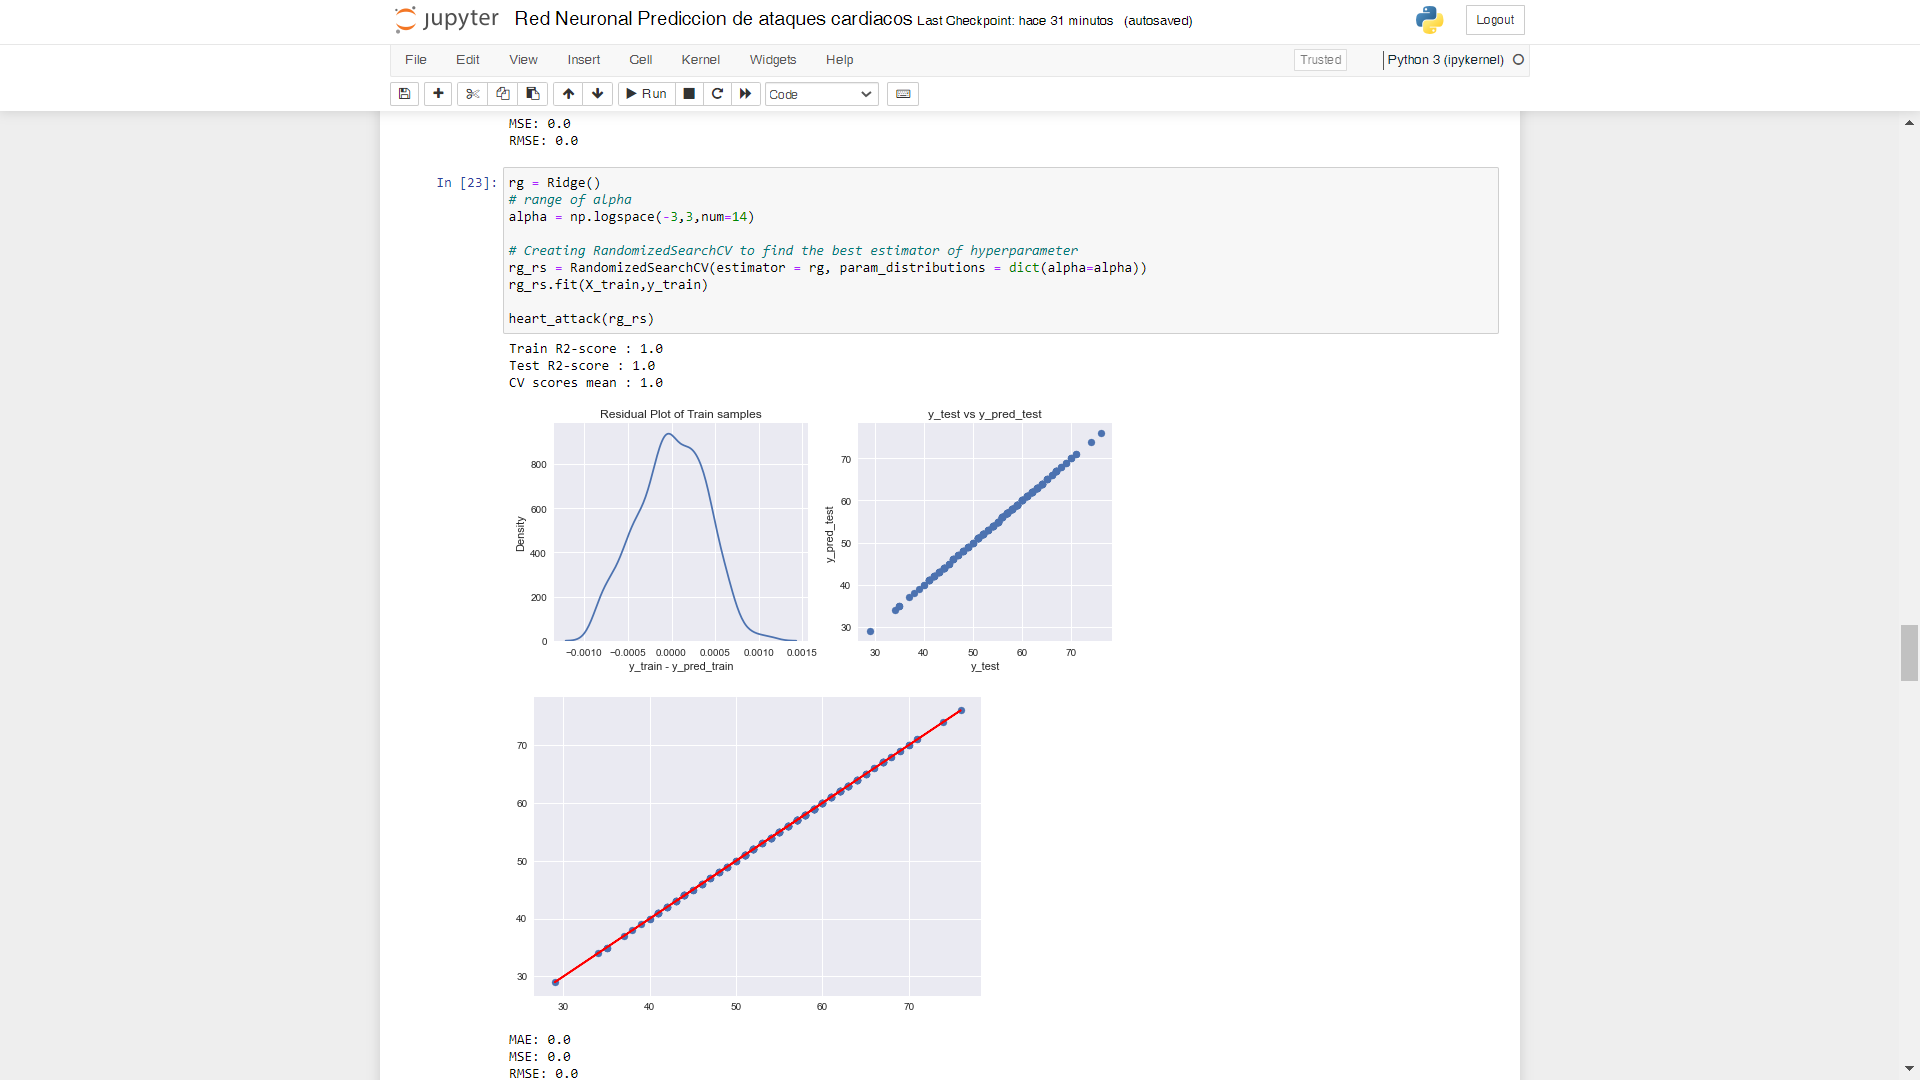 jupyter Red Neuronal Prediccion de ataques cardiacos Last Checkpoint: hace 31 minutos (autosaved) Logout
File Edit View Insert Cell Kernel Widgets Help Trusted Python 3 (ipykernel)
Run Code
MSE: 0.0
RMSE: 0.0
In [23]: rg = Ridge()
# range of alpha
alpha = np.logspace(-3,3,num=14)
# Creating RandomizedSearchCV to find the best estimator of hyperparameter
rg_rs = RandomizedSearchCV(estimator = rg, param_distributions = dict(alpha=alpha))
rg_rs.fit(X_train,y_train)
heart_attack(rg_rs)
Train R2-score : 1.0
Test R2-score : 1.0
CV scores mean : 1.0
Residual Plot of Train samples
800
600
400
200
0
Density
−0.0010 −0.0005 0.0000 0.0005 0.0010 0.0015
y_train - y_pred_train
y_test vs y_pred_test
70
60
50
40
30
y_pred_test
30 40 50 60 70
y_test
70
60
50
40
30
30 40 50 60 70
MAE: 0.0
MSE: 0.0
RMSE: 0.0